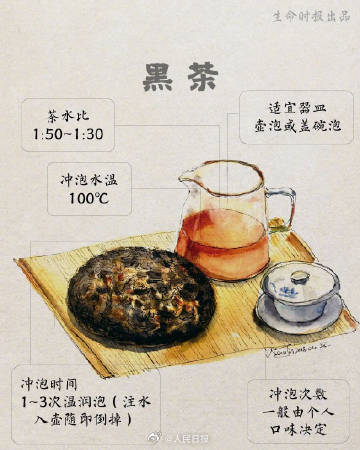 生命时报出品
黑茶
茶水比
1:50~1:30
适宜器皿
壶泡或盖碗泡
冲泡水温
100℃
冲泡时间
1~3次温润泡（注水
入壶随即倒掉）
冲泡次数
一般由个人
口味决定
@人民日报